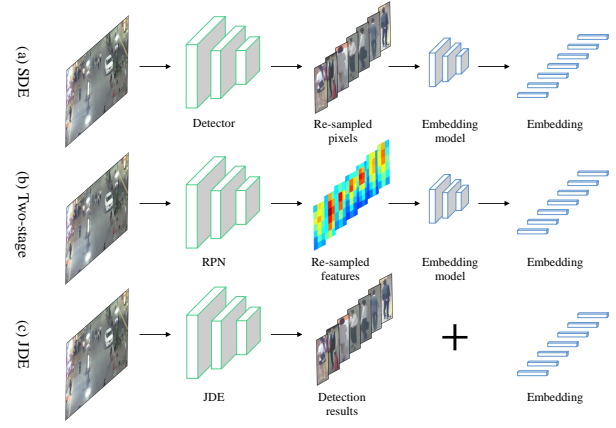 (a) SDE
Detector
Re-sampled
pixels
Embedding
model
Embedding
(b) Two-stage
RPN
Re-sampled
features
Embedding
model
Embedding
(c) JDE
JDE
Detection
results
+
Embedding